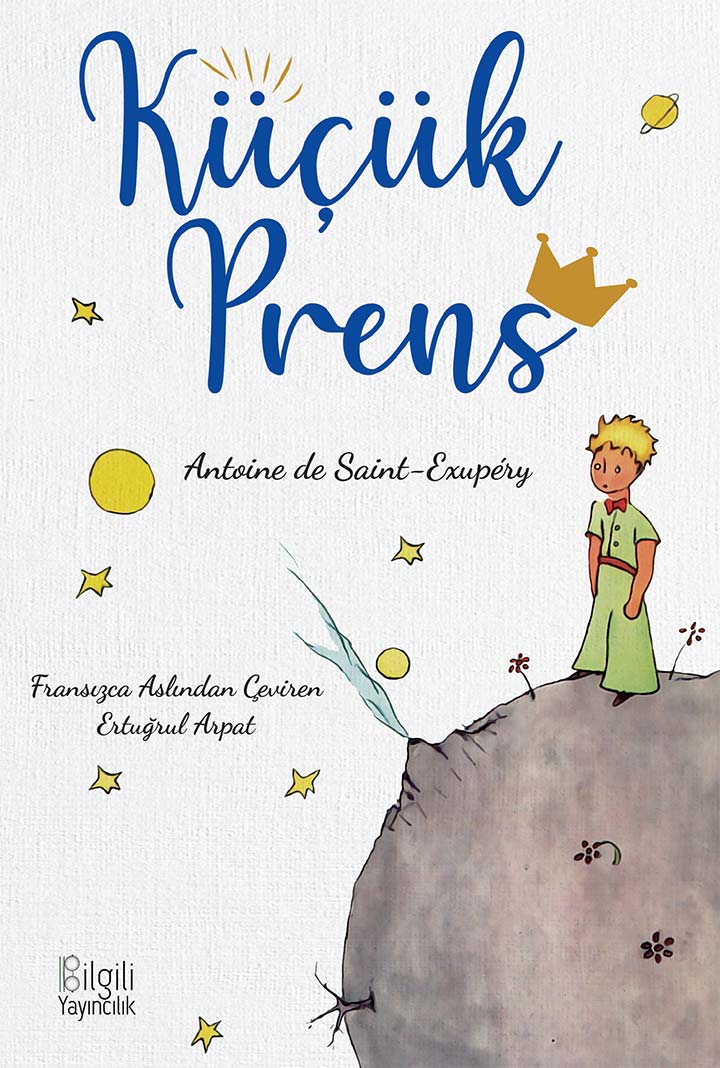 Küçük
Prens
Antoine de Saint-Exupéry
Fransızca Aslından Çeviren
Ertuğrul Arpat
Bilgili
Yayıncılık